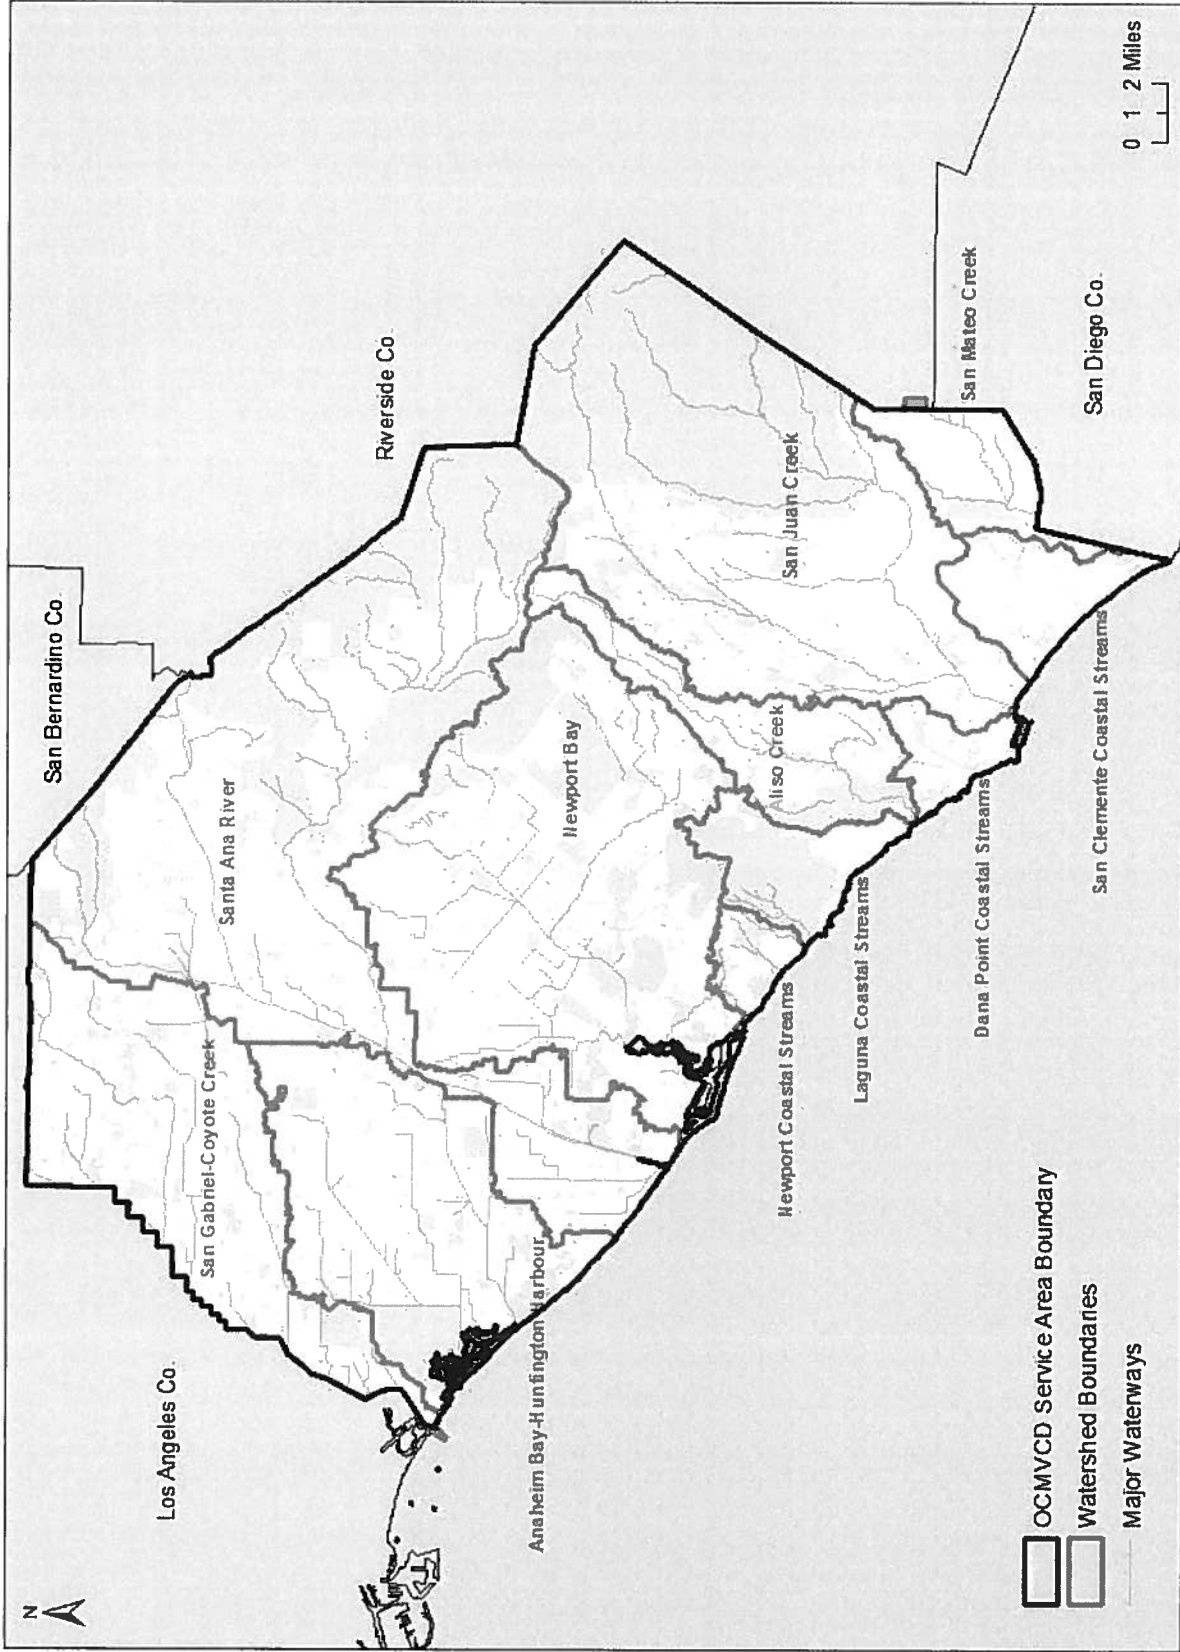 N
Los Angeles Co.
San Bernardino Co.
Riverside Co.
San Diego Co.
San Gabriel-Coyote Creek
Santa Ana River
Anaheim Bay-Huntington Harbour
Newport Bay
Newport Coastal Streams
Laguna Coastal Streams
Aliso Creek
Dana Point Coastal Streams
San Juan Creek
San Clemente Coastal Streams
San Mateo Creek
OCMVCD Service Area Boundary
Watershed Boundaries
Major Waterways
0 1 2 Miles